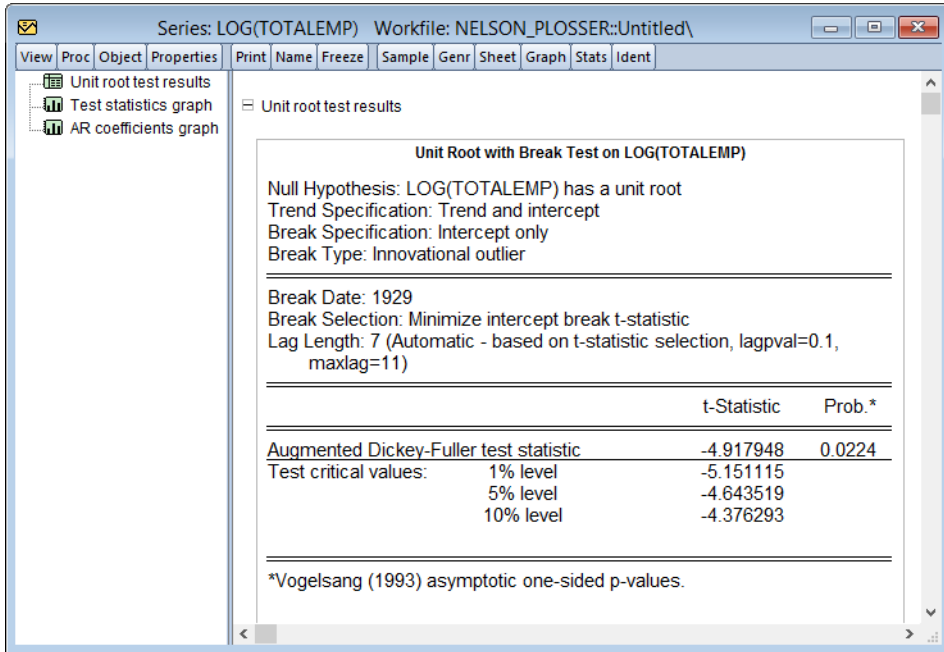 Series: LOG(TOTALEMP) Workfile: NELSON_PLOSSER::Untitled\
View Proc Object Properties Print Name Freeze Sample Genr Sheet Graph Stats Ident
Unit root test results
Test statistics graph
AR coefficients graph
Unit root test results
Unit Root with Break Test on LOG(TOTALEMP)
Null Hypothesis: LOG(TOTALEMP) has a unit root
Trend Specification: Trend and intercept
Break Specification: Intercept only
Break Type: Innovational outlier
Break Date: 1929
Break Selection: Minimize intercept break t-statistic
Lag Length: 7 (Automatic - based on t-statistic selection, lagpval=0.1,
maxlag=11)
t-Statistic Prob.*
Augmented Dickey-Fuller test statistic -4.917948 0.0224
Test critical values: 1% level -5.151115
5% level -4.643519
10% level -4.376293
*Vogelsang (1993) asymptotic one-sided p-values.